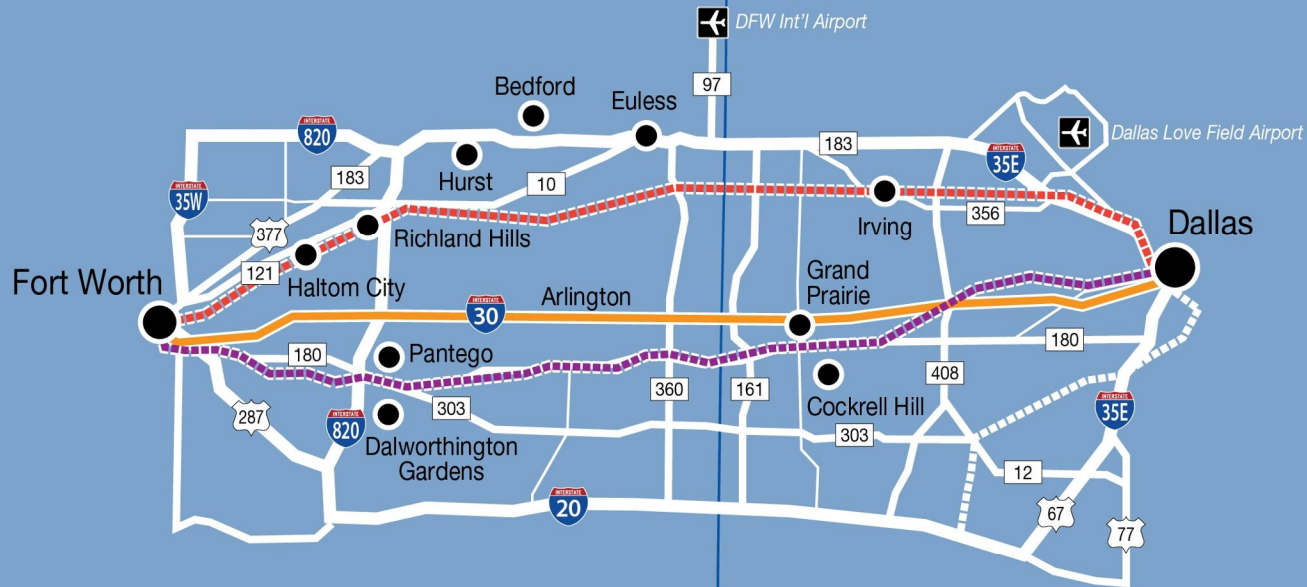 DFW Int'l Airport
97
Bedford
Euless
INTERSTATE
820
183
Dallas Love Field Airport
183
INTERSTATE
35E
Hurst
10
INTERSTATE
35W
Irving
356
377
Richland Hills
Dallas
121
Haltom City
Fort Worth
Arlington
Grand
Prairie
INTERSTATE
30
180
Pantego
180
360
161
408
303
Cockrell Hill
INTERSTATE
35E
287
INTERSTATE
820
303
Dalworthington
Gardens
12
INTERSTATE
20
67
77